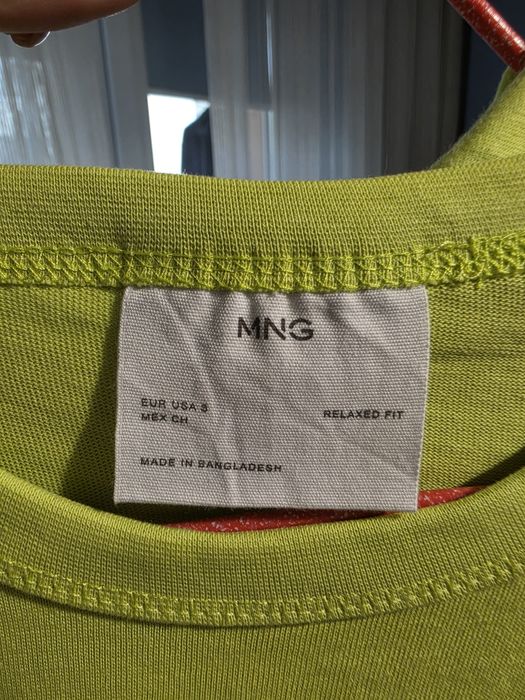 MNG
EUR USA S
MEX CH
RELAXED FIT
MADE IN BANGLADESH